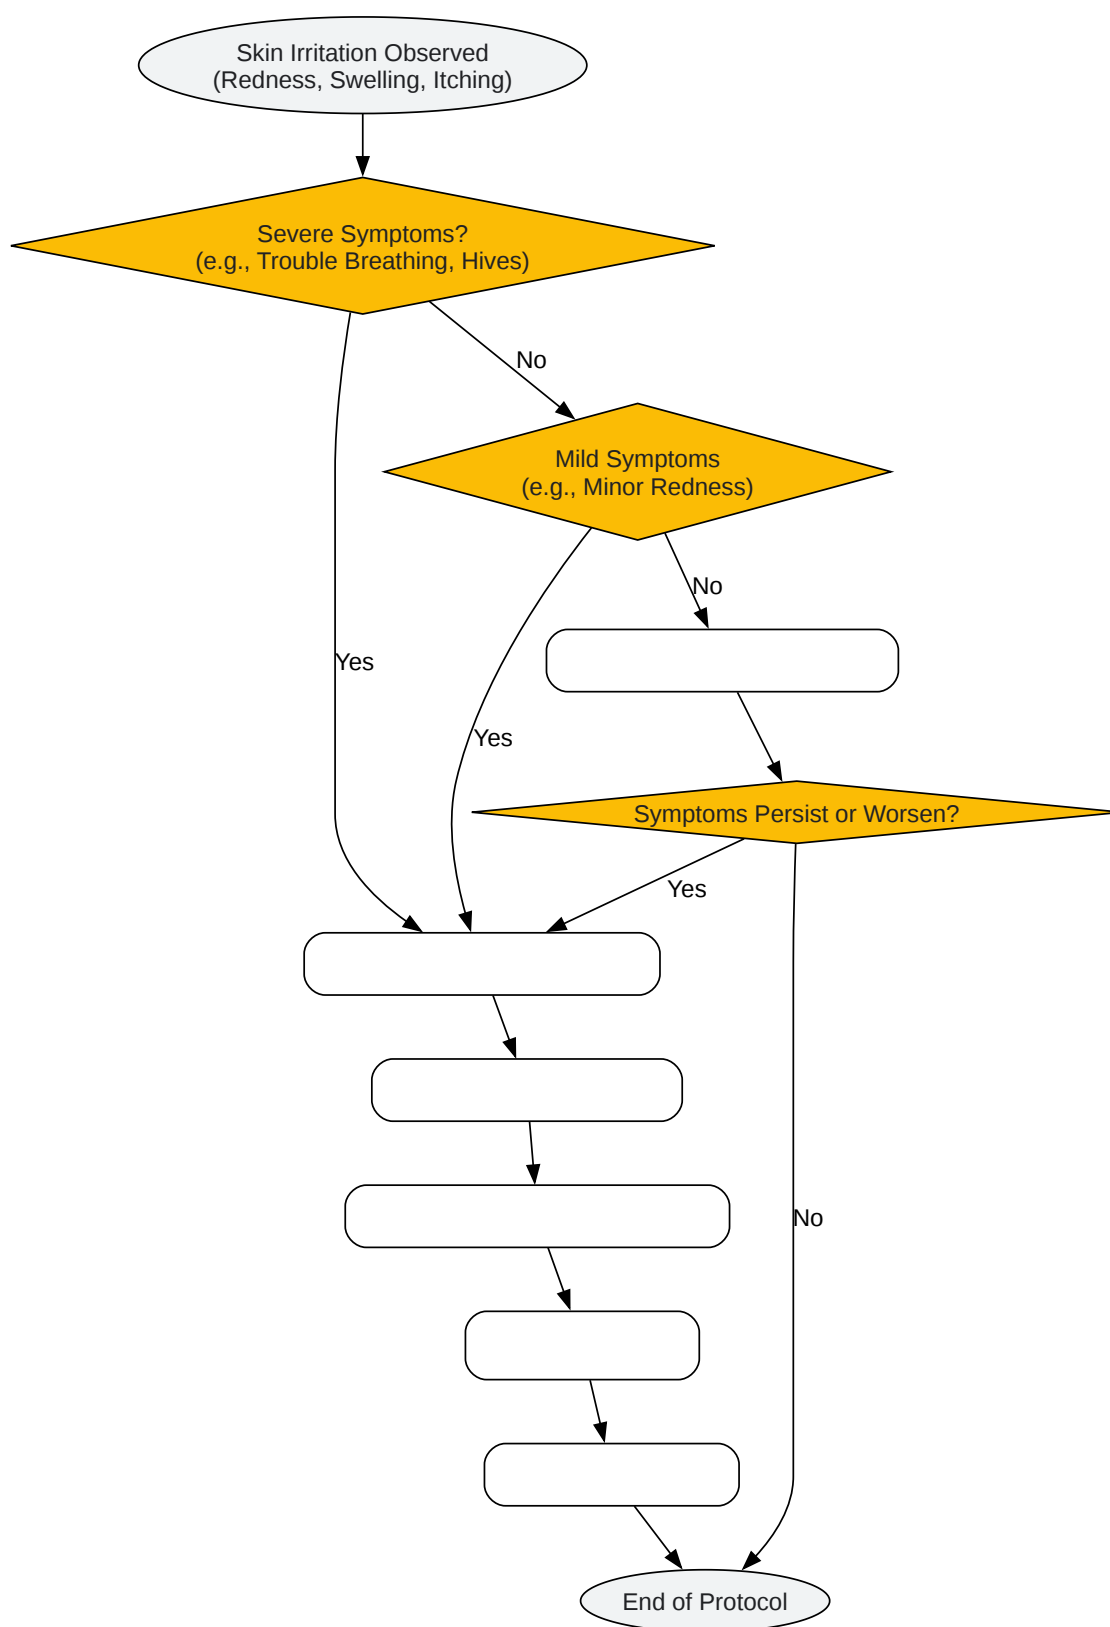 Skin Irritation Observed
(Redness, Swelling, Itching)
Severe Symptoms?
(e.g., Trouble Breathing, Hives)
No
Mild Symptoms
(e.g., Minor Redness)
No
Yes
Yes
Symptoms Persist or Worsen?
Yes
No
End of Protocol